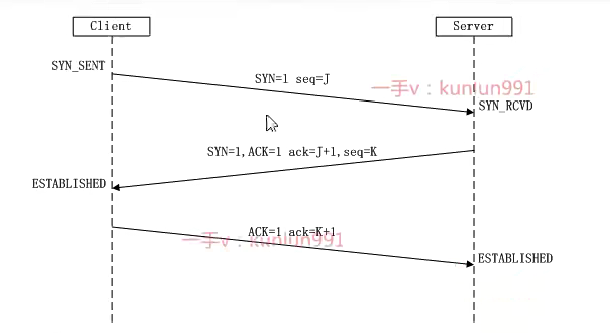 Client
Server
SYN_SENT
SYN=1 seq=J
一手v：kunlun991
SYN_RCVD
SYN=1,ACK=1 ack=J+1,seq=K
ESTABLISHED
ACK=1 ack=K+1
一手v：kunlun991
ESTABLISHED